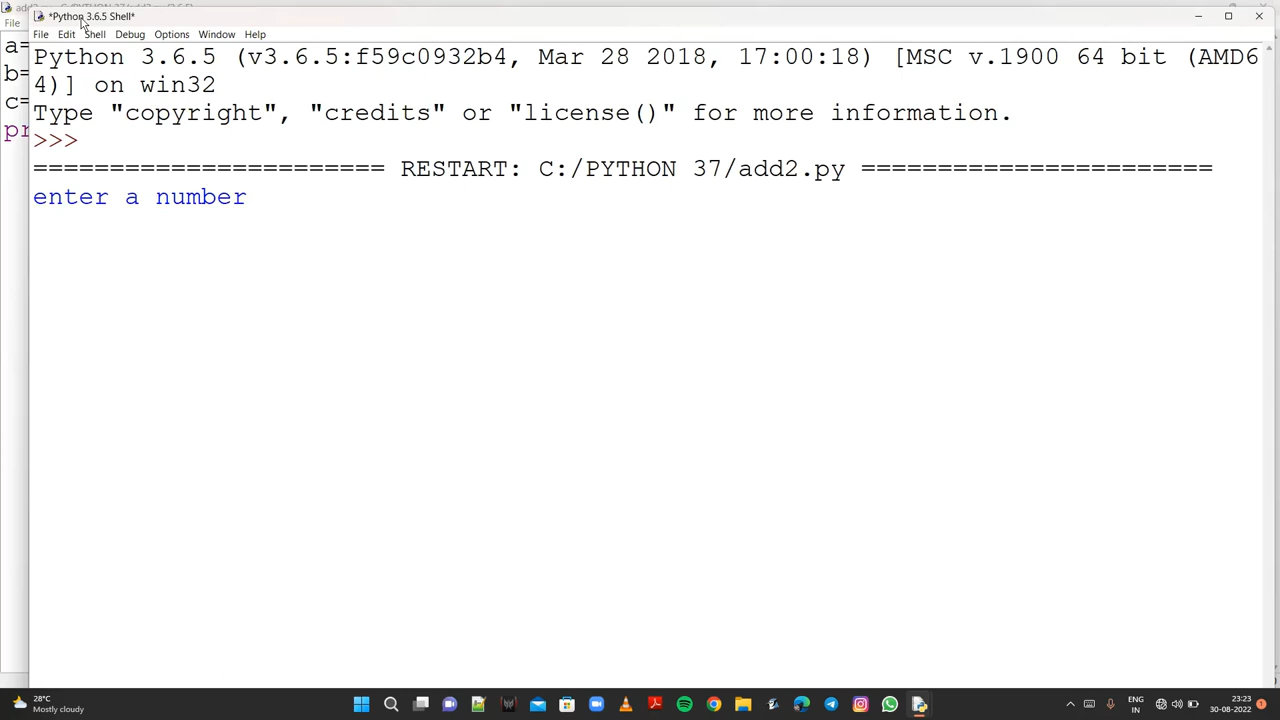 *Python 3.6.5 Shell*
File
File Edit Shell Debug Options Window Help
a=
b=
c=
pr
Python 3.6.5 (v3.6.5:f59c0932b4, Mar 28 2018, 17:00:18) [MSC v.1900 64 bit (AMD6
4)] on win32
Type "copyright", "credits" or "license()" for more information.
>>>
======================= RESTART: C:/PYTHON 37/add2.py =======================
enter a number
28°C
Mostly cloudy
ENG
IN
23:23
30-08-2022